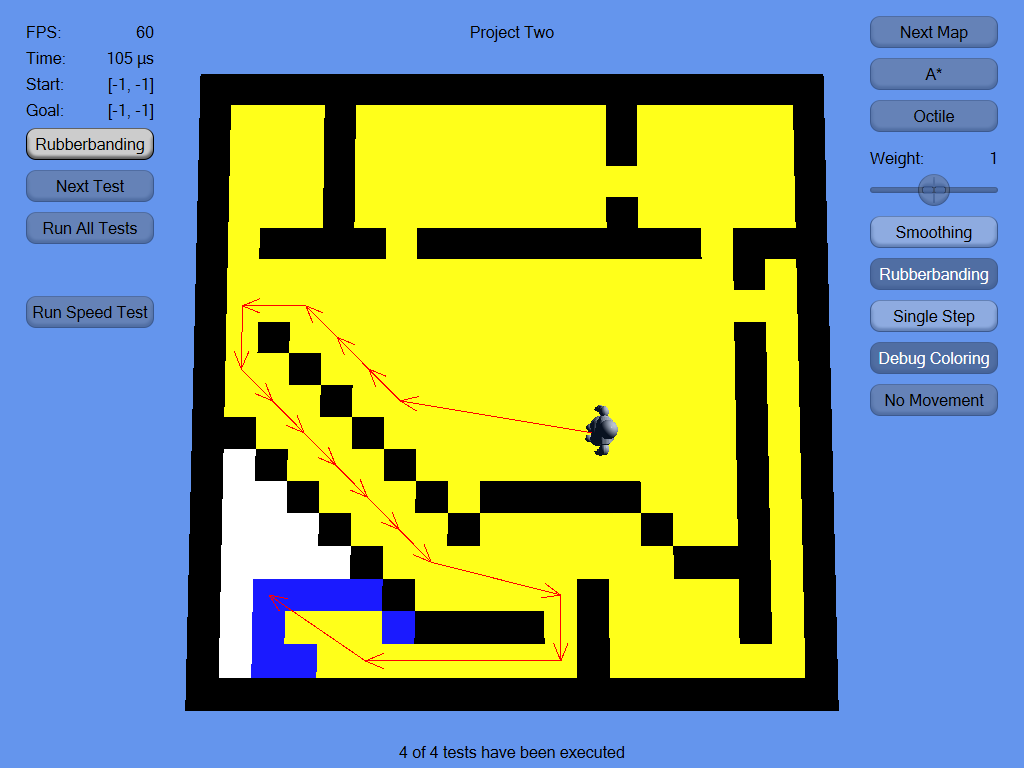 FPS: 60
Time: 105 µs
Start: [-1, -1]
Goal: [-1, -1]
Rubberbanding
Next Test
Run All Tests
Run Speed Test
Project Two
Next Map
A*
Octile
Weight: 1
Smoothing
Rubberbanding
Single Step
Debug Coloring
No Movement
4 of 4 tests have been executed